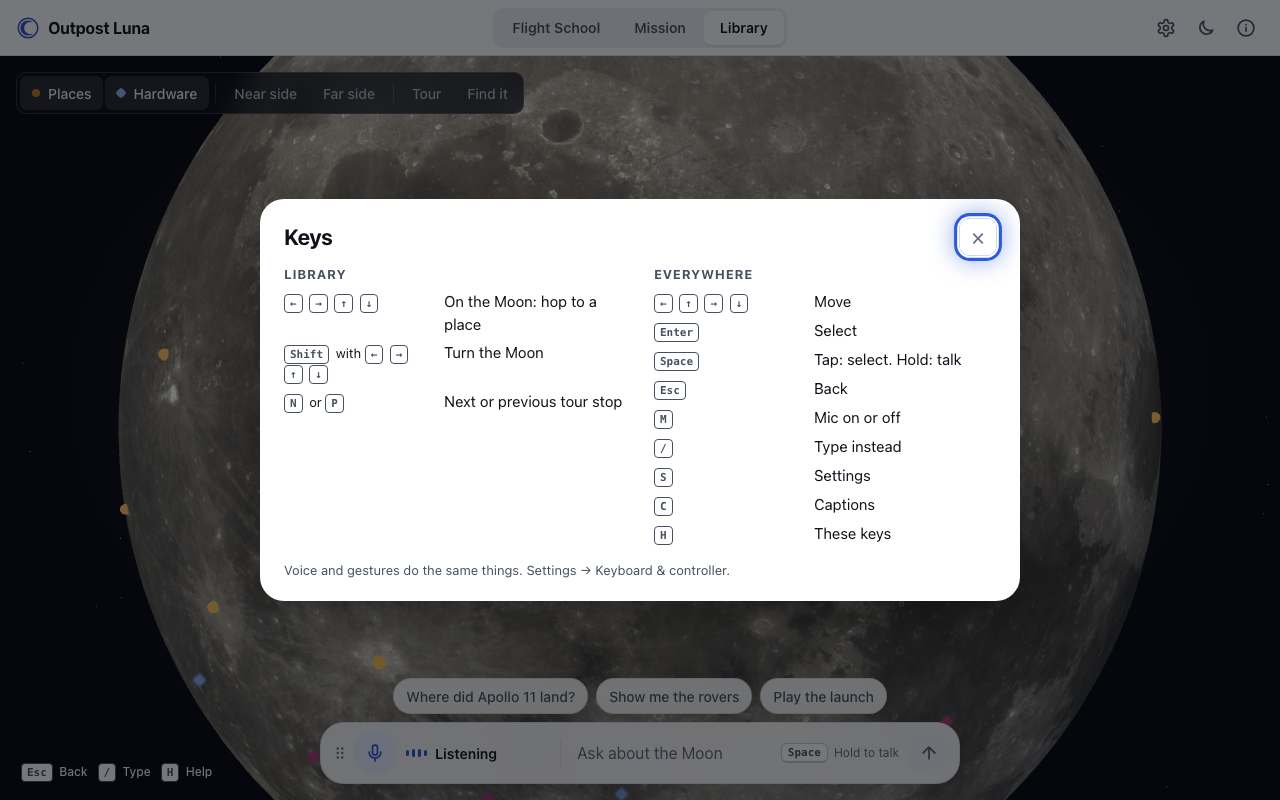 Outpost Luna
Flight School Mission Library
Places Hardware Near side Far side Tour Find it
Keys
LIBRARY
← → ↑ ↓ On the Moon: hop to a
place
Shift with ← → Turn the Moon
↑ ↓
N or P Next or previous tour stop
EVERYWHERE
← ↑ → ↓ Move
Enter Select
Space Tap: select. Hold: talk
Esc Back
M Mic on or off
/ Type instead
S Settings
C Captions
H These keys
Voice and gestures do the same things. Settings → Keyboard & controller.
Where did Apollo 11 land? Show me the rovers Play the launch
Listening Ask about the Moon Space Hold to talk
Esc Back / Type H Help